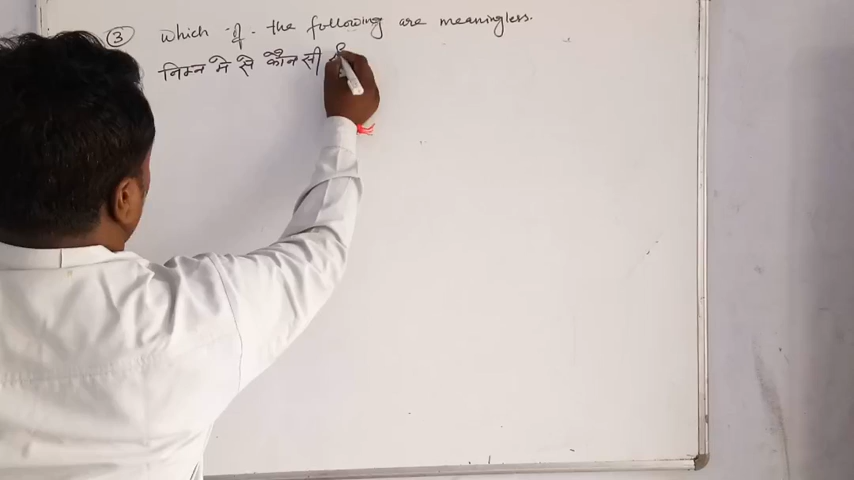 ③ which of the following are meaningless.
निम्न मे से कौन सी